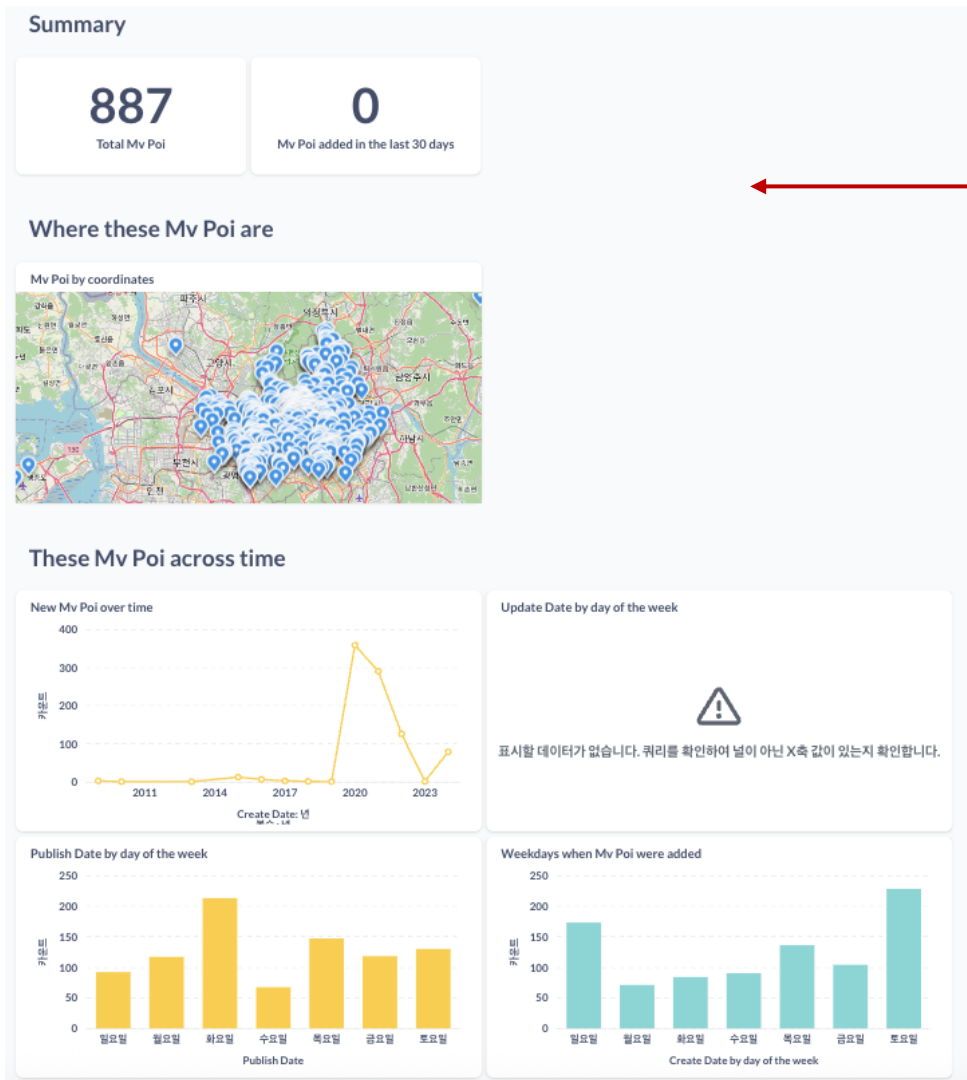 Summary
887
Total Mv Poi
0
Mv Poi added in the last 30 days
Where these Mv Poi are
Mv Poi by coordinates
파주시
의정부시
고양시
남양주시
김포시
하남시
부천시
인천
130
These Mv Poi across time
New Mv Poi over time
400
300
200
100
0
카운트
2011
2014
2017
2020
2023
Create Date: 년
Update Date by day of the week
표시할 데이터가 없습니다. 쿼리를 확인하여 널이 아닌 X축 값이 있는지 확인합니다.
Publish Date by day of the week
250
200
150
100
50
0
카운트
일요일
월요일
화요일
수요일
목요일
금요일
토요일
Publish Date
Weekdays when Mv Poi were added
250
200
150
100
50
0
카운트
일요일
월요일
화요일
수요일
목요일
금요일
토요일
Create Date by day of the week